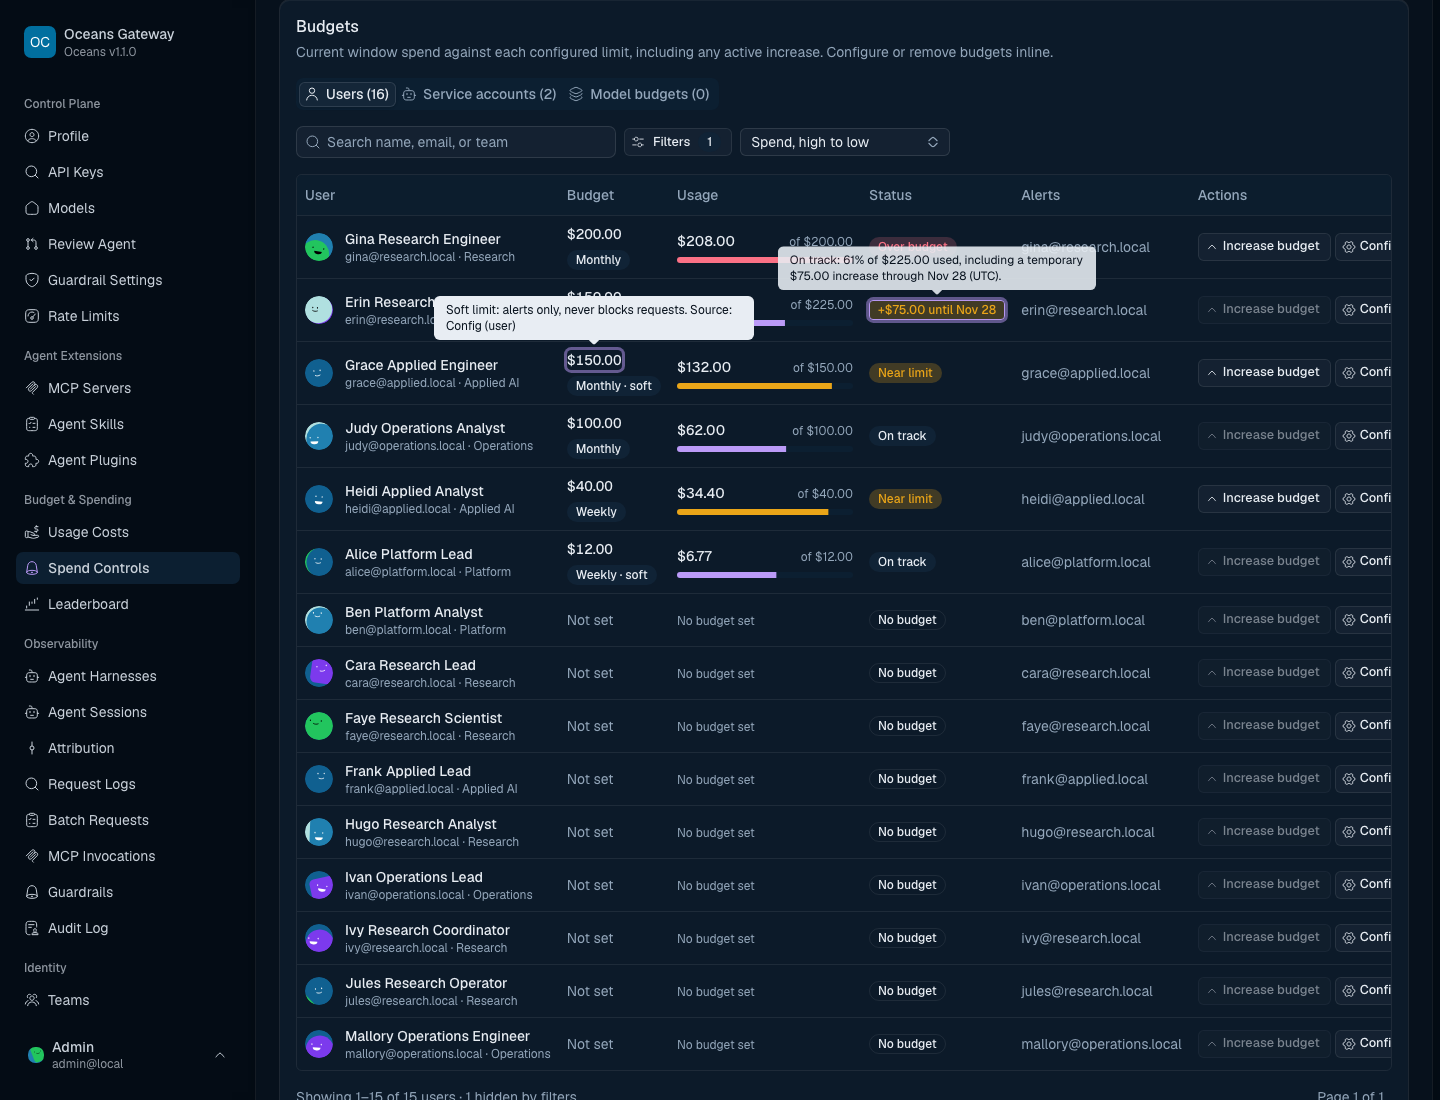 OC
Oceans Gateway
Oceans v1.1.0
Control Plane
Profile
API Keys
Models
Review Agent
Guardrail Settings
Rate Limits
Agent Extensions
MCP Servers
Agent Skills
Agent Plugins
Budget & Spending
Usage Costs
Spend Controls
Leaderboard
Observability
Agent Harnesses
Agent Sessions
Attribution
Request Logs
Batch Requests
MCP Invocations
Guardrails
Audit Log
Identity
Teams
Admin
admin@local
Budgets
Current window spend against each configured limit, including any active increase. Configure or remove budgets inline.
Users (16) Service accounts (2) Model budgets (0)
Search name, email, or team Filters 1 Spend, high to low
User Budget Usage Status Alerts Actions
Gina Research Engineer
gina@research.local · Research
$200.00
Monthly
$208.00 of $200.00
Over budget
gina@research.local
Increase budget Confi
On track: 61% of $225.00 used, including a temporary
$75.00 increase through Nov 28 (UTC).
Erin Research
erin@research.lo
$150.00
of $225.00
+$75.00 until Nov 28
erin@research.local
Increase budget Confi
Soft limit: alerts only, never blocks requests. Source:
Config (user)
Grace Applied Engineer
grace@applied.local · Applied AI
$150.00
Monthly · soft
$132.00 of $150.00
Near limit
grace@applied.local
Increase budget Confi
Judy Operations Analyst
judy@operations.local · Operations
$100.00
Monthly
$62.00 of $100.00
On track
judy@operations.local
Increase budget Confi
Heidi Applied Analyst
heidi@applied.local · Applied AI
$40.00
Weekly
$34.40 of $40.00
Near limit
heidi@applied.local
Increase budget Confi
Alice Platform Lead
alice@platform.local · Platform
$12.00
Weekly · soft
$6.77 of $12.00
On track
alice@platform.local
Increase budget Confi
Ben Platform Analyst
ben@platform.local · Platform
Not set No budget set No budget ben@platform.local Increase budget Confi
Cara Research Lead
cara@research.local · Research
Not set No budget set No budget cara@research.local Increase budget Confi
Faye Research Scientist
faye@research.local · Research
Not set No budget set No budget faye@research.local Increase budget Confi
Frank Applied Lead
frank@applied.local · Applied AI
Not set No budget set No budget frank@applied.local Increase budget Confi
Hugo Research Analyst
hugo@research.local · Research
Not set No budget set No budget hugo@research.local Increase budget Confi
Ivan Operations Lead
ivan@operations.local · Operations
Not set No budget set No budget ivan@operations.local Increase budget Confi
Ivy Research Coordinator
ivy@research.local · Research
Not set No budget set No budget ivy@research.local Increase budget Confi
Jules Research Operator
jules@research.local · Research
Not set No budget set No budget jules@research.local Increase budget Confi
Mallory Operations Engineer
mallory@operations.local · Operations
Not set No budget set No budget mallory@operations.local Increase budget Confi
Showing 1–15 of 15 users · 1 hidden by filters Page 1 of 1